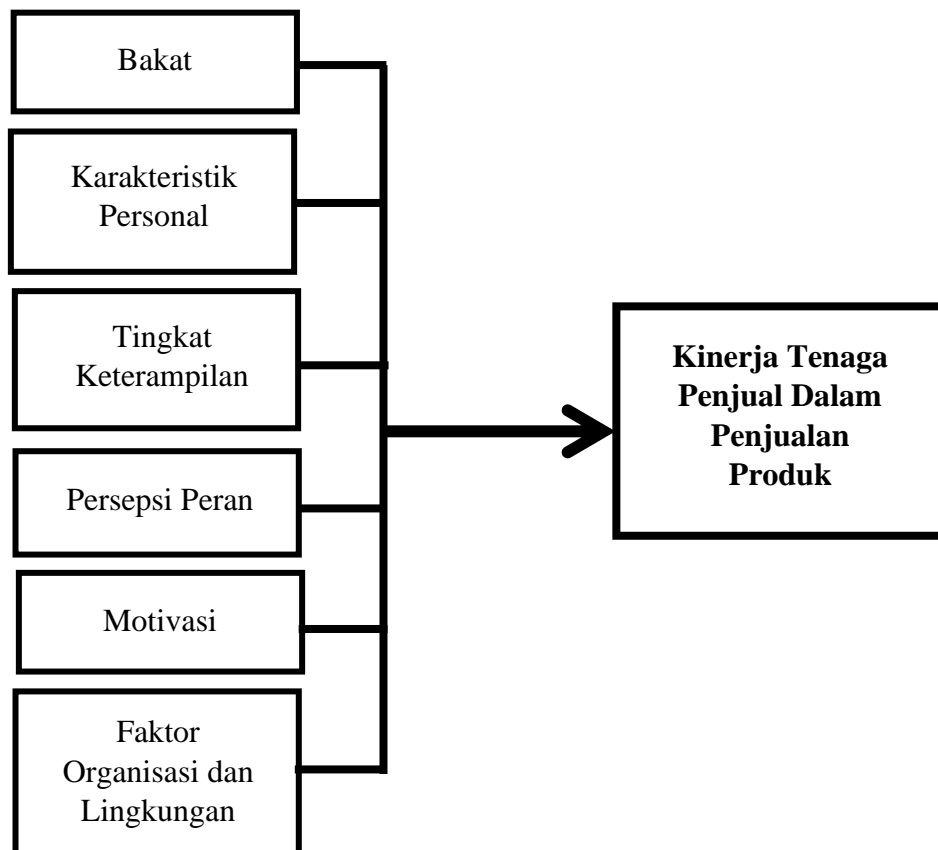 Bakat
Karakteristik
Personal
Tingkat
Keterampilan
Persepsi Peran
Motivasi
Faktor
Organisasi dan
Lingkungan
Kinerja Tenaga
Penjual Dalam
Penjualan
Produk